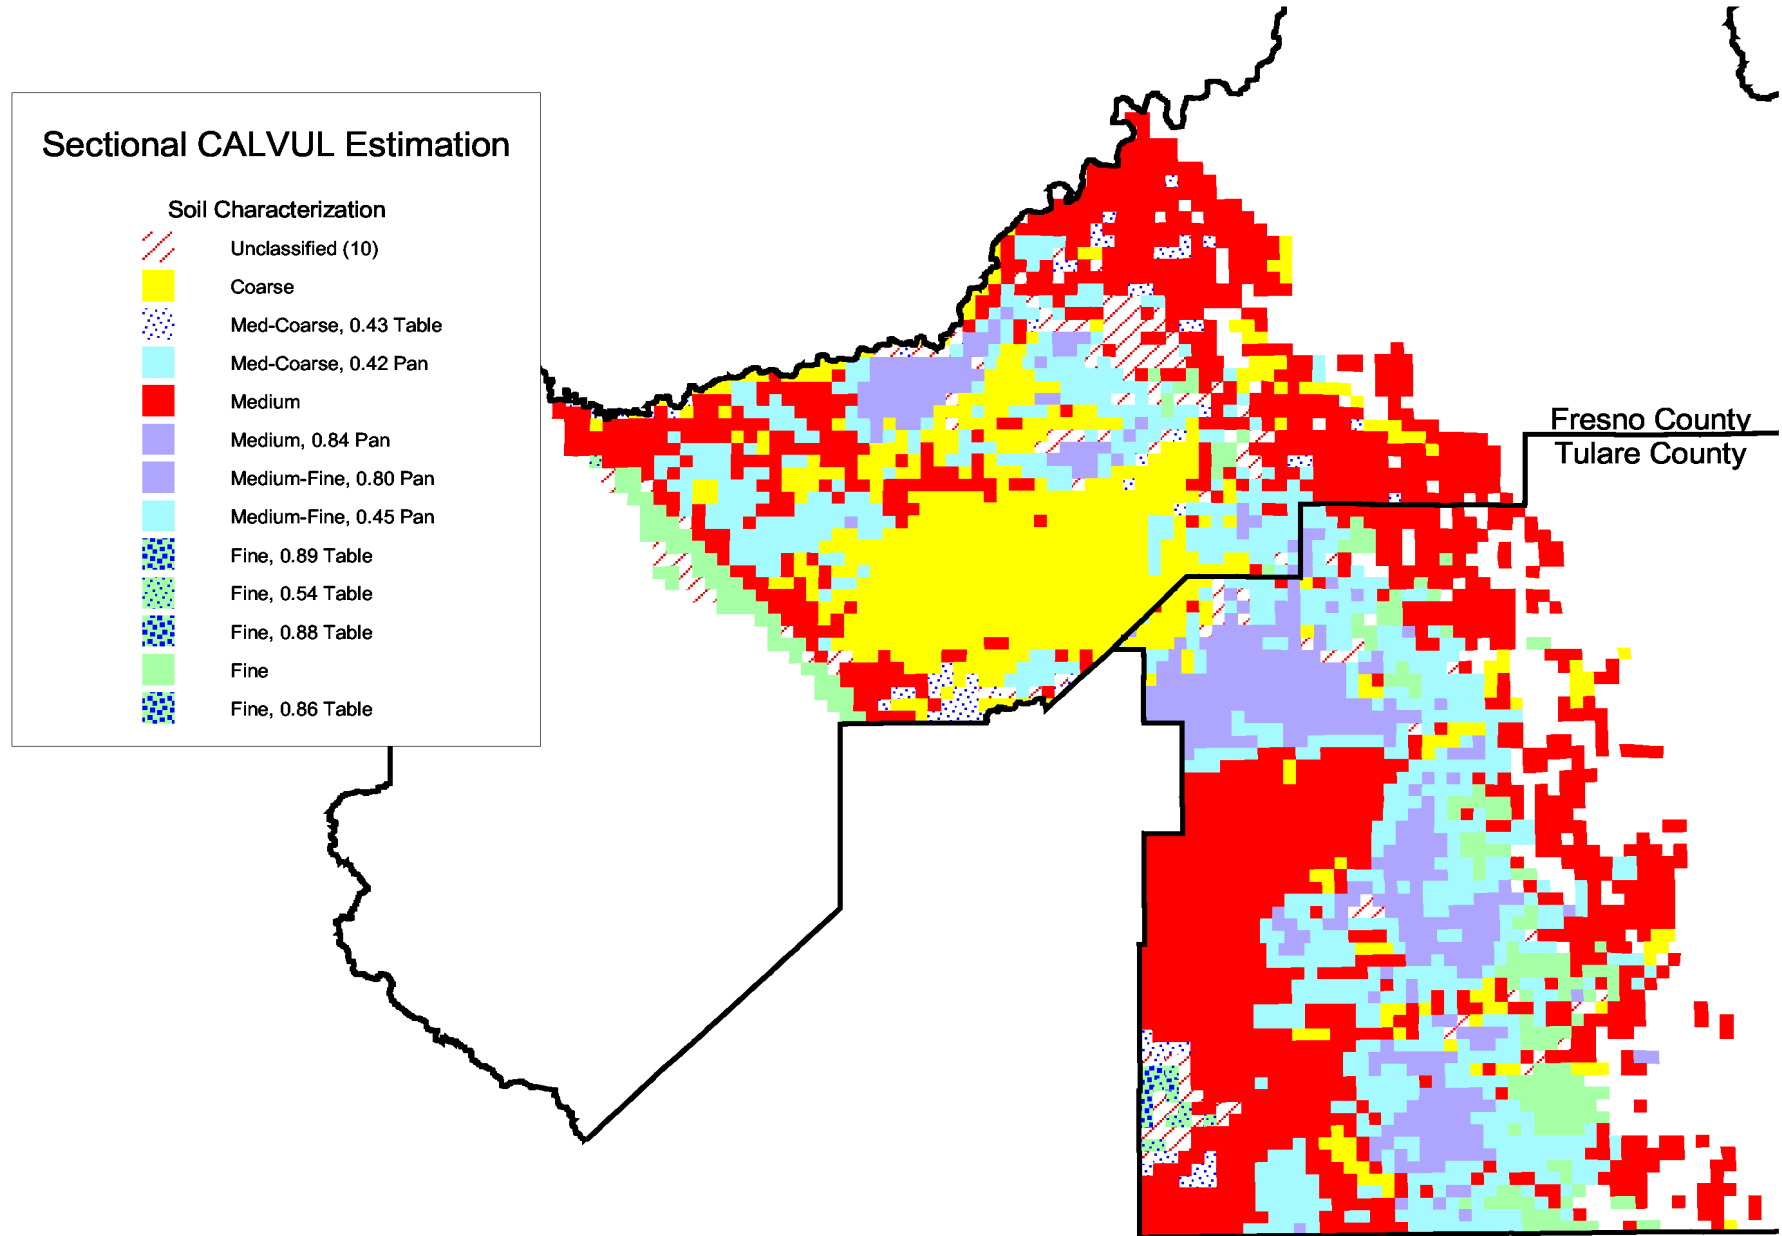 Sectional CALVUL Estimation
Soil Characterization
Unclassified (10)
Coarse
Med-Coarse, 0.43 Table
Med-Coarse, 0.42 Pan
Medium
Medium, 0.84 Pan
Medium-Fine, 0.80 Pan
Medium-Fine, 0.45 Pan
Fine, 0.89 Table
Fine, 0.54 Table
Fine, 0.88 Table
Fine
Fine, 0.86 Table
Fresno County
Tulare County